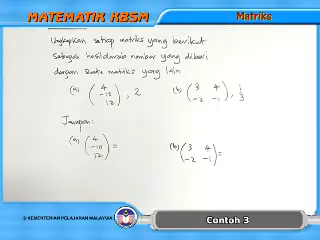 MATEMATIK KBSM
Matriks
Ungkapkan setiap matriks yang berikut
sebagai hasil darab nombor yang diberi
dengan suatu matriks yang lain
(a) (4 -10 12), 2 (b) (3 4 -2 -1), 1/3
Jawapan:
(a) (4 -10 12) = (b) (3 4 -2 -1) =
© KEMENTERIAN PELAJARAN MALAYSIA
Contoh 3